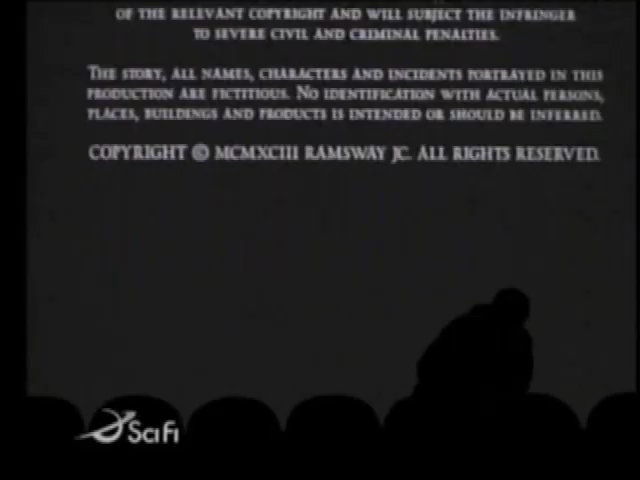 OF THE RELEVANT COPYRIGHT AND WILL SUBJECT THE INFRINGER
TO SEVERE CIVIL AND CRIMINAL PENALTIES.
THE STORY, ALL NAMES, CHARACTERS AND INCIDENTS PORTRAYED IN THIS
PRODUCTION ARE FICTITIOUS. NO IDENTIFICATION WITH ACTUAL PERSONS,
PLACES, BUILDINGS AND PRODUCTS IS INTENDED OR SHOULD BE INFERRED.
COPYRIGHT © MCMXCIII RAMSWAY JC. ALL RIGHTS RESERVED.
SciFi